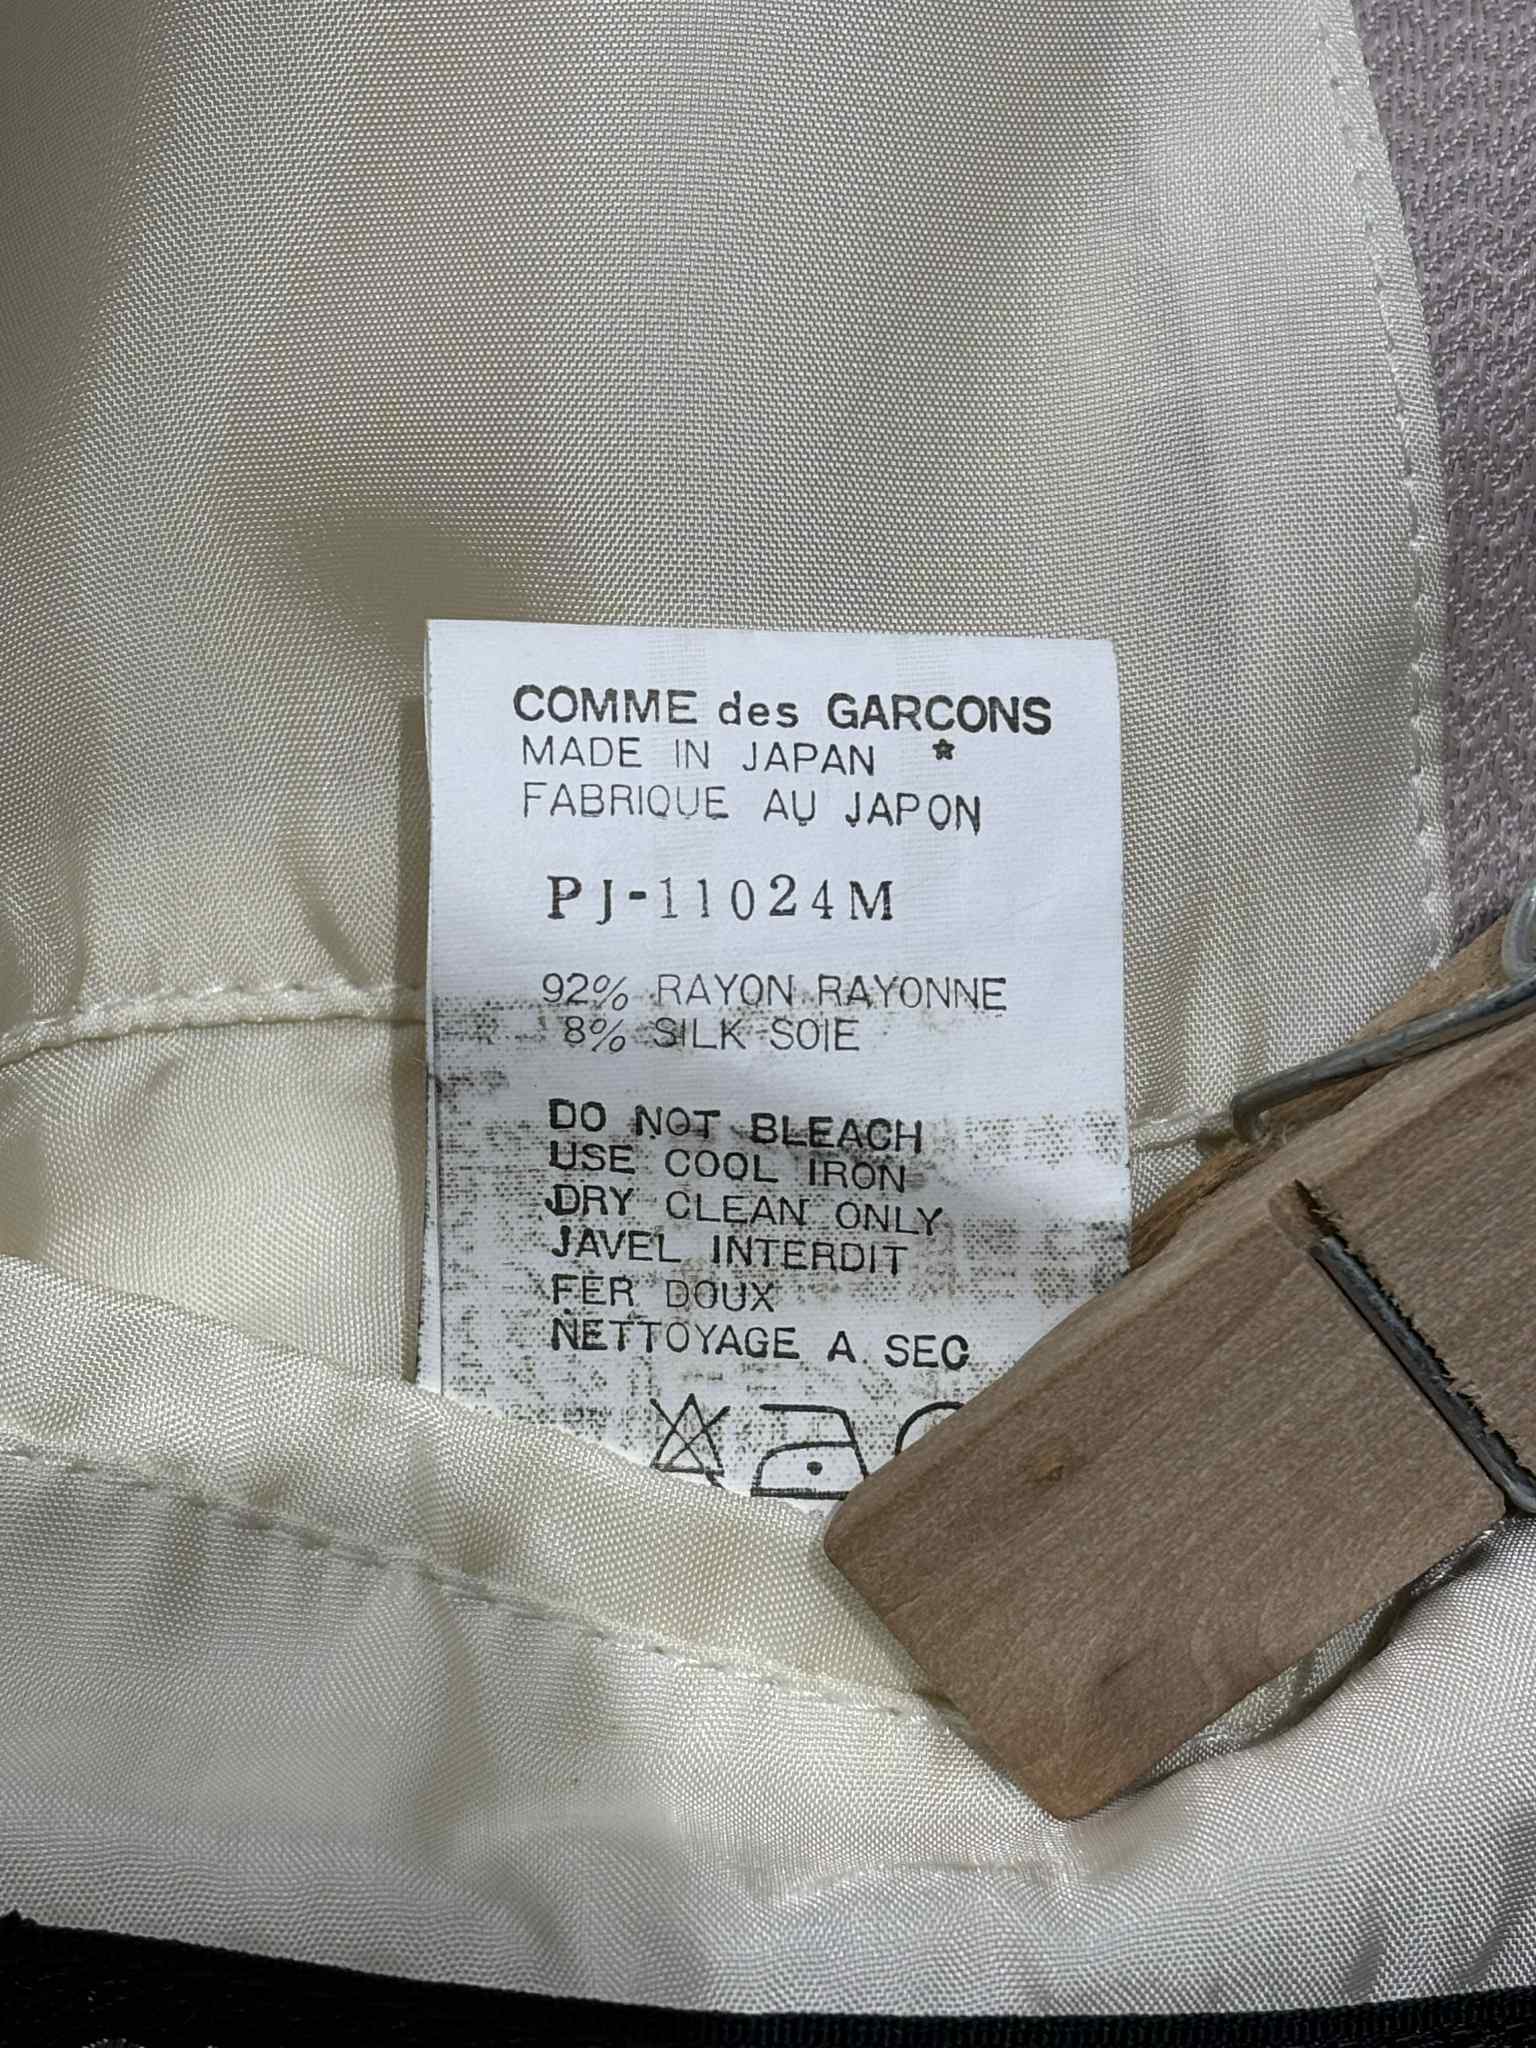 COMME des GARCONS
MADE IN JAPAN *
FABRIQUE AU JAPON
PJ-11024M
92% RAYON RAYONNE
8% SILK SOIE
DO NOT BLEACH
USE COOL IRON
DRY CLEAN ONLY
JAVEL INTERDIT
FER DOUX
NETTOYAGE A SEC